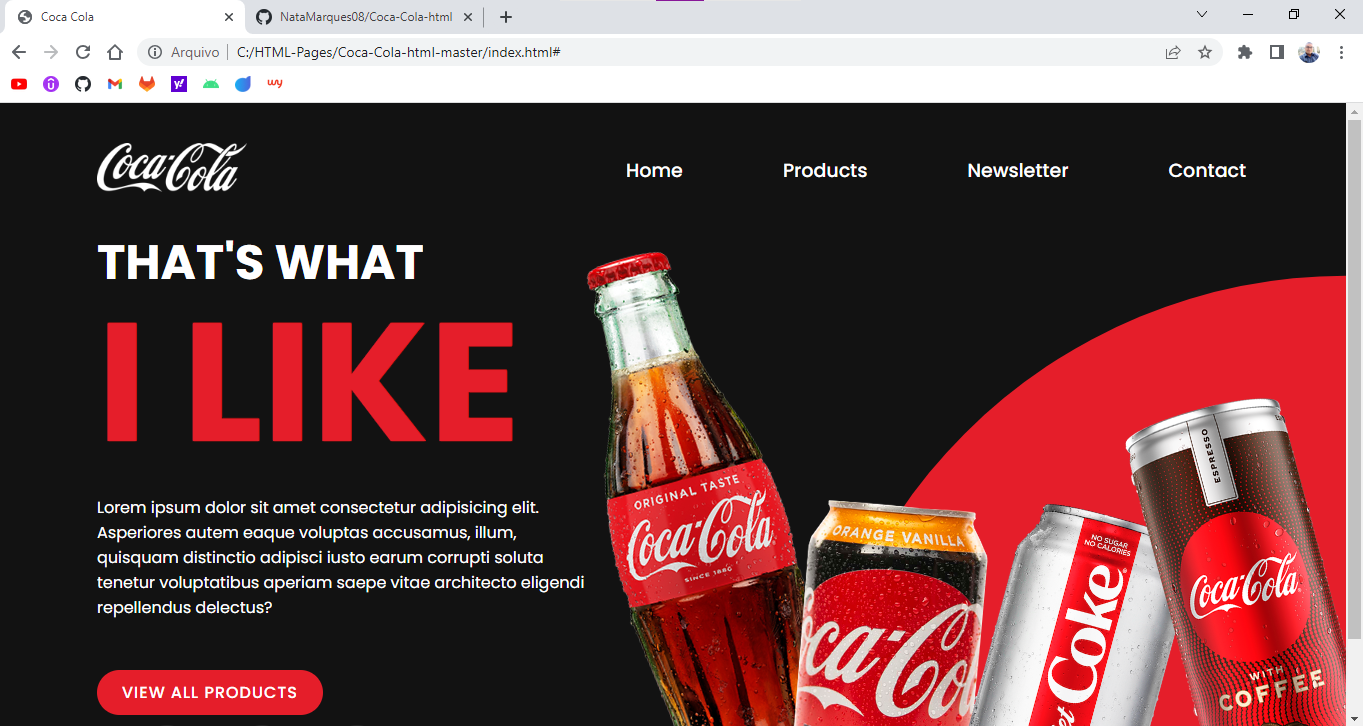 Coca Cola
NataMarques08/Coca-Cola-html
Arquivo
C:/HTML-Pages/Coca-Cola-html-master/index.html#
y!
uy
Coca-Cola
Home
Products
Newsletter
Contact
THAT'S WHAT
I LIKE
Lorem ipsum dolor sit amet consectetur adipisicing elit.
Asperiores autem eaque voluptas accusamus, illum,
quisquam distinctio adipisci iusto earum corrupti soluta
tenetur voluptatibus aperiam saepe vitae architecto eligendi
repellendus delectus?
VIEW ALL PRODUCTS
ORIGINAL TASTE
Coca-Cola
SINCE 1886
ORANGE VANILLA
Coca-Cola
NO SUGAR
NO CALORIES
et Coke
ESPRESSO
Coca-Cola
WITH
COFFEE